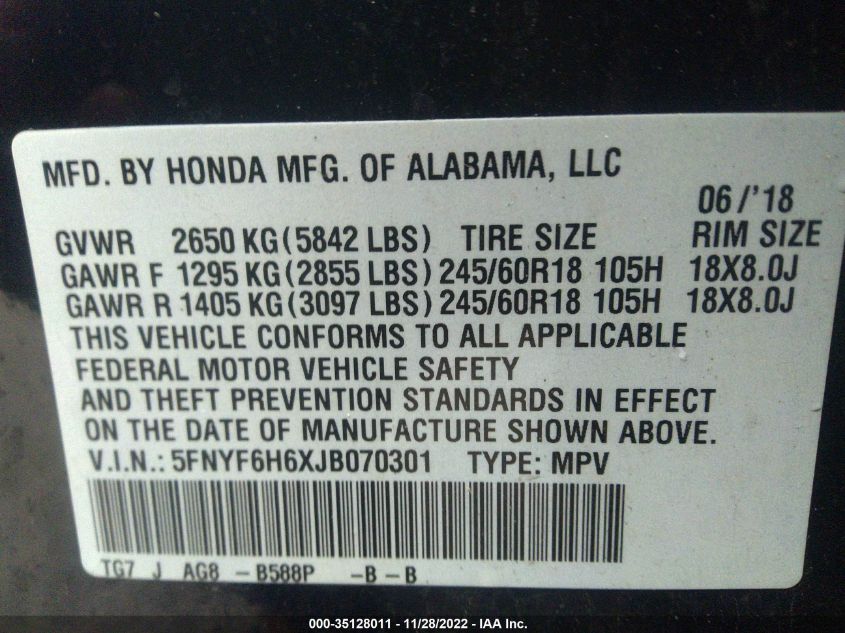 MFD. BY HONDA MFG. OF ALABAMA, LLC
06/'18
GVWR 2650 KG(5842 LBS) TIRE SIZE RIM SIZE
GAWR F 1295 KG(2855 LBS) 245/60R18 105H 18X8.0J
GAWR R 1405 KG(3097 LBS) 245/60R18 105H 18X8.0J
THIS VEHICLE CONFORMS TO ALL APPLICABLE
FEDERAL MOTOR VEHICLE SAFETY
AND THEFT PREVENTION STANDARDS IN EFFECT
ON THE DATE OF MANUFACTURE SHOWN ABOVE.
V.I.N.: 5FNYF6H6XJB070301 TYPE: MPV
TG7 J AG8 - B588P -B - B
000-35128011 - 11/28/2022 - IAA Inc.